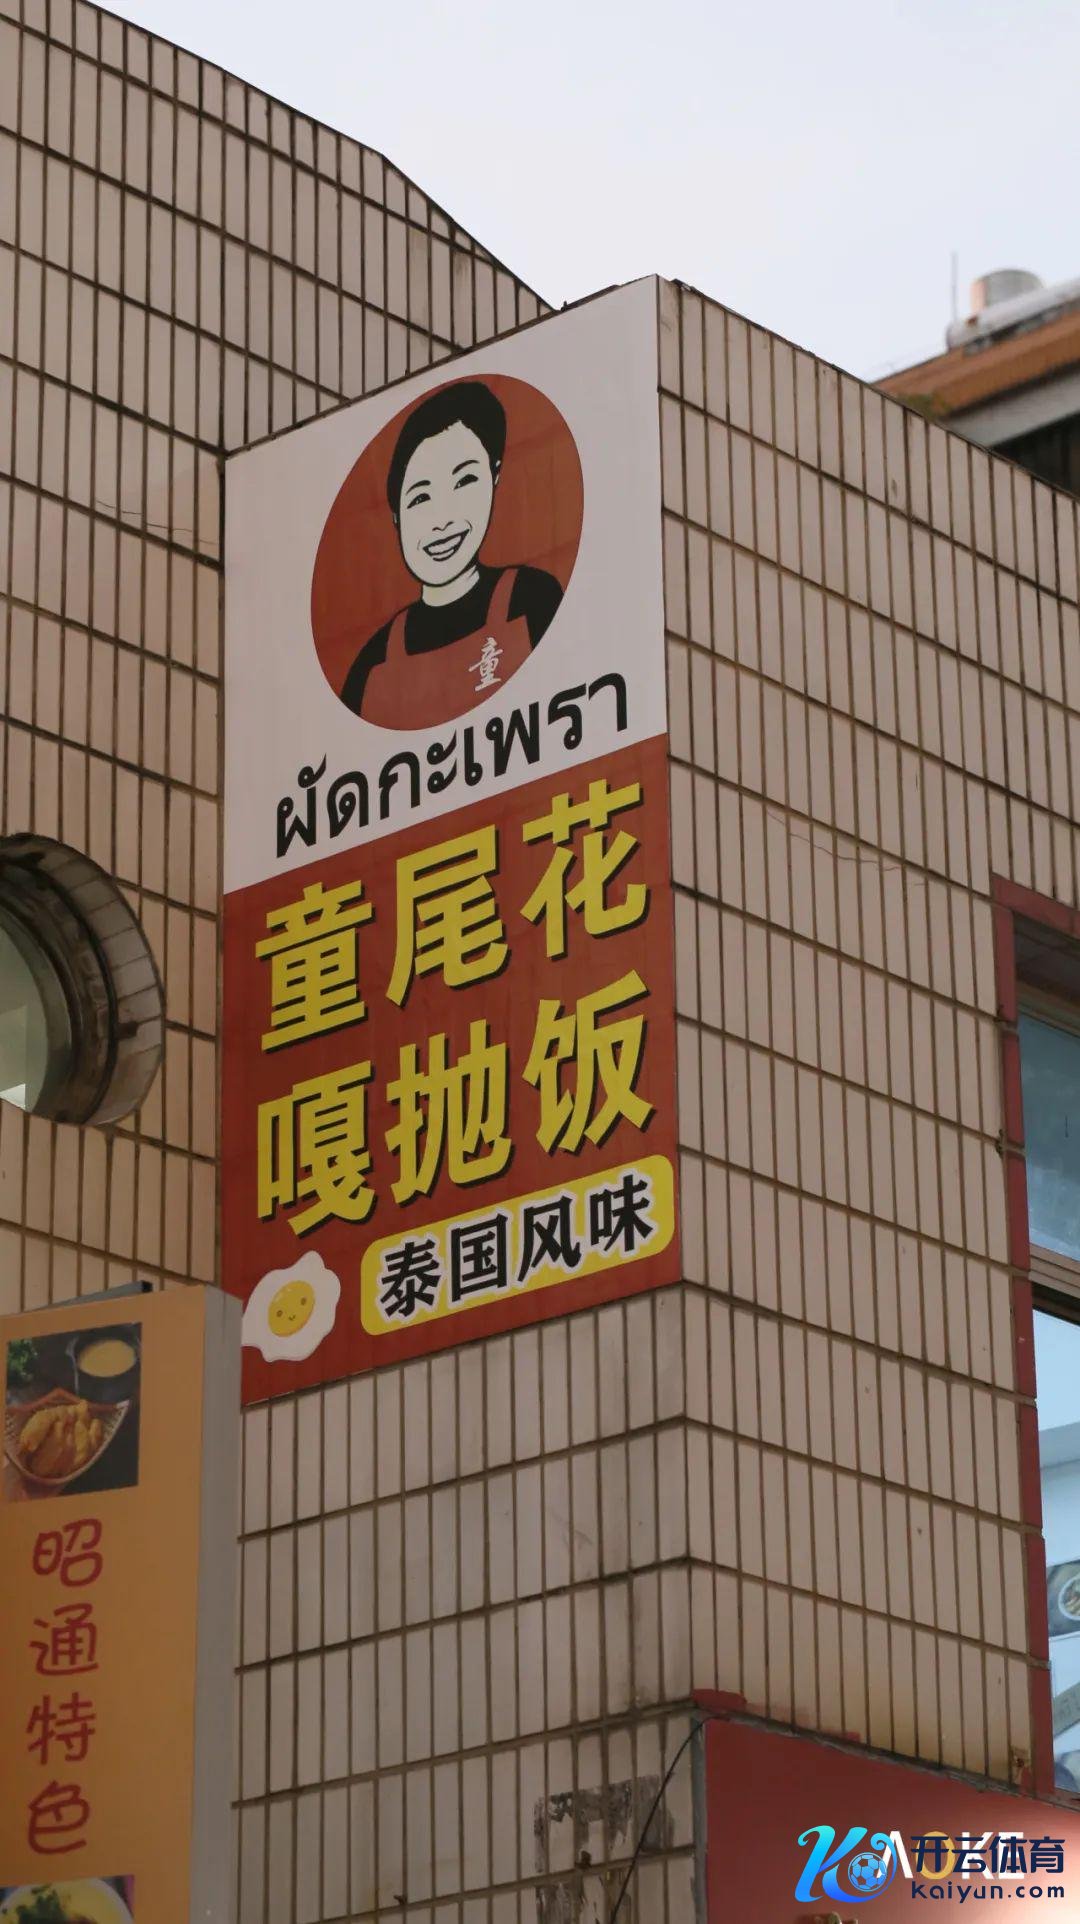 童
ผัดกะเพรา
童尾花
嘎抛饭
泰国风味
昭通特色
开云体育
kaiyun.com